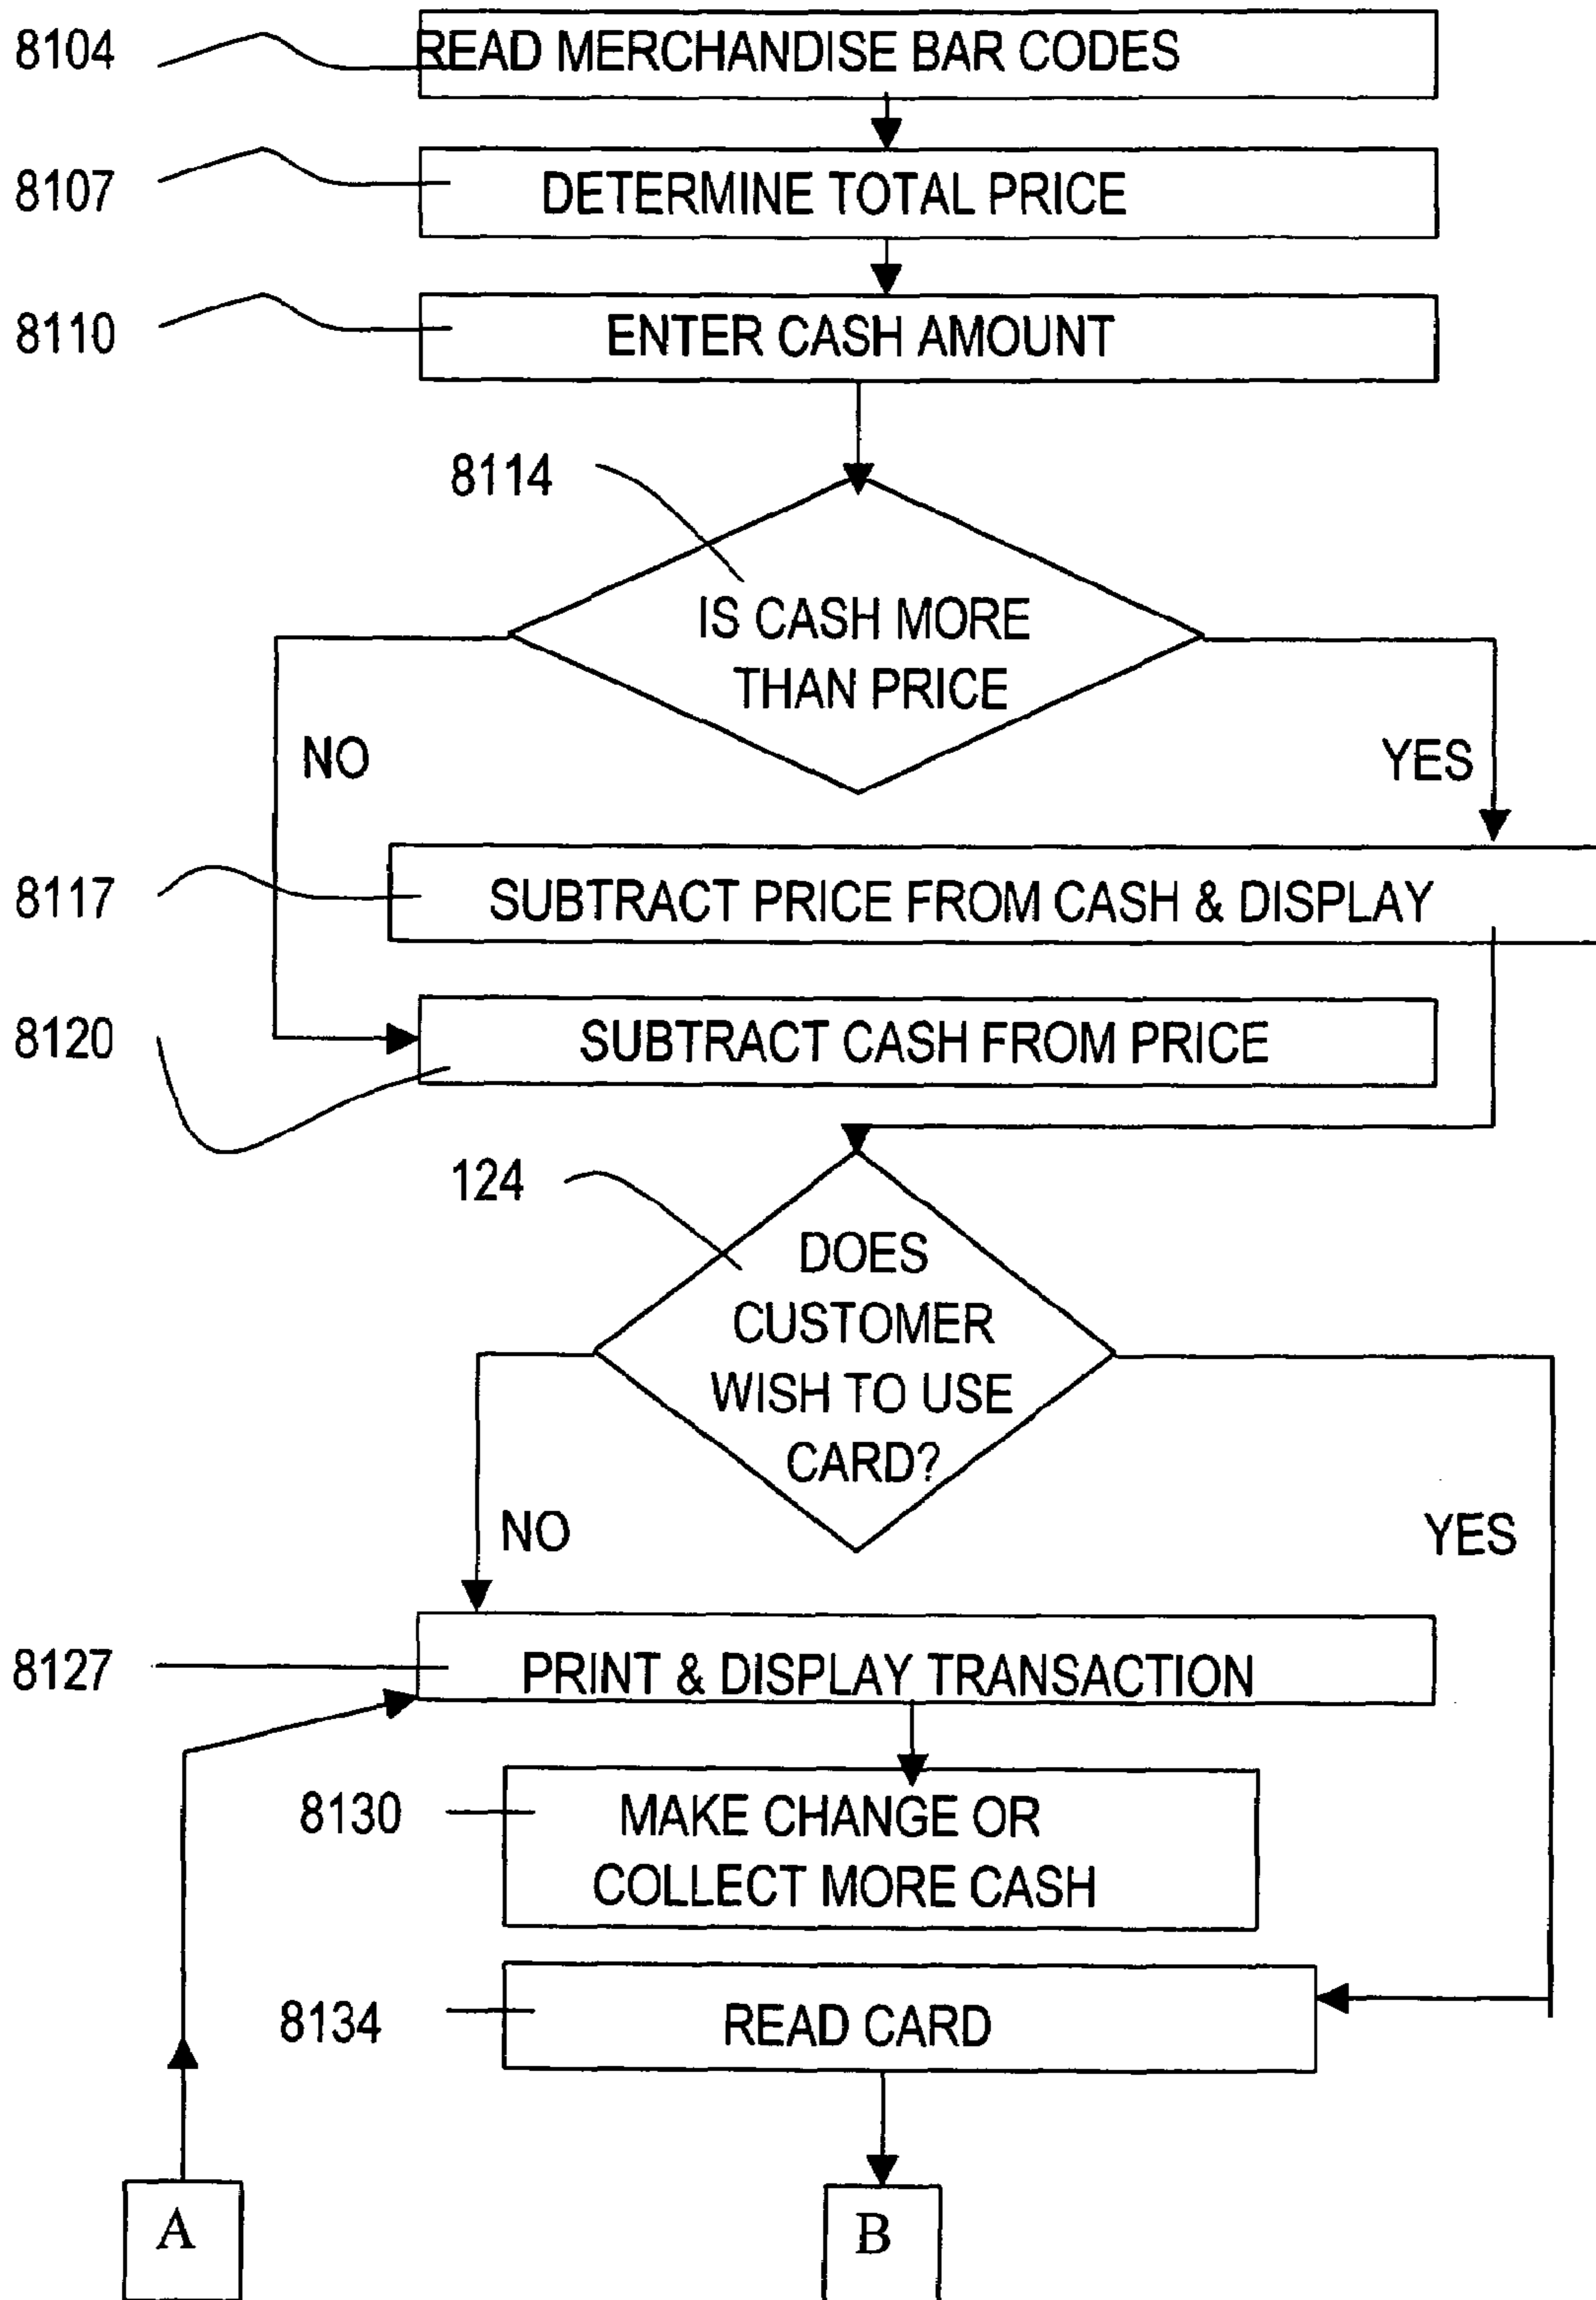 8104
READ MERCHANDISE BAR CODES
8107
DETERMINE TOTAL PRICE
8110
ENTER CASH AMOUNT
8114
IS CASH MORE
THAN PRICE
NO
YES
8117
SUBTRACT PRICE FROM CASH & DISPLAY
8120
SUBTRACT CASH FROM PRICE
124
DOES
CUSTOMER
WISH TO USE
CARD?
NO
YES
8127
PRINT & DISPLAY TRANSACTION
8130
MAKE CHANGE OR
COLLECT MORE CASH
8134
READ CARD
A
B